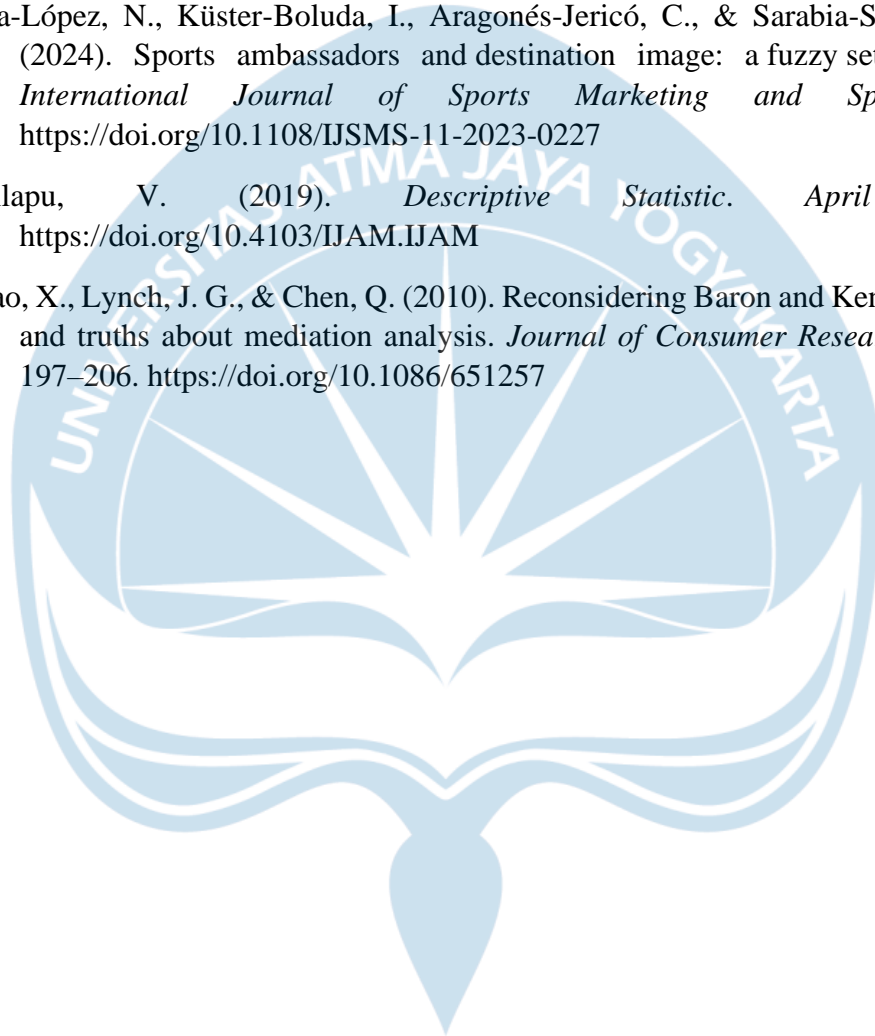 a-López, N., Küster-Boluda, I., Aragonés-Jericó, C., & Sarabia-S
(2024). Sports ambassadors and destination image: a fuzzy set
International Journal of Sports Marketing and Sp
https://doi.org/10.1108/IJSMS-11-2023-0227
lapu, V. (2019). Descriptive Statistic. April
https://doi.org/10.4103/IJAM.IJAM
ao, X., Lynch, J. G., & Chen, Q. (2010). Reconsidering Baron and Ken
and truths about mediation analysis. Journal of Consumer Resea
197–206. https://doi.org/10.1086/651257
UNIVERSITAS ATMA JAYA YOGYAKARTA